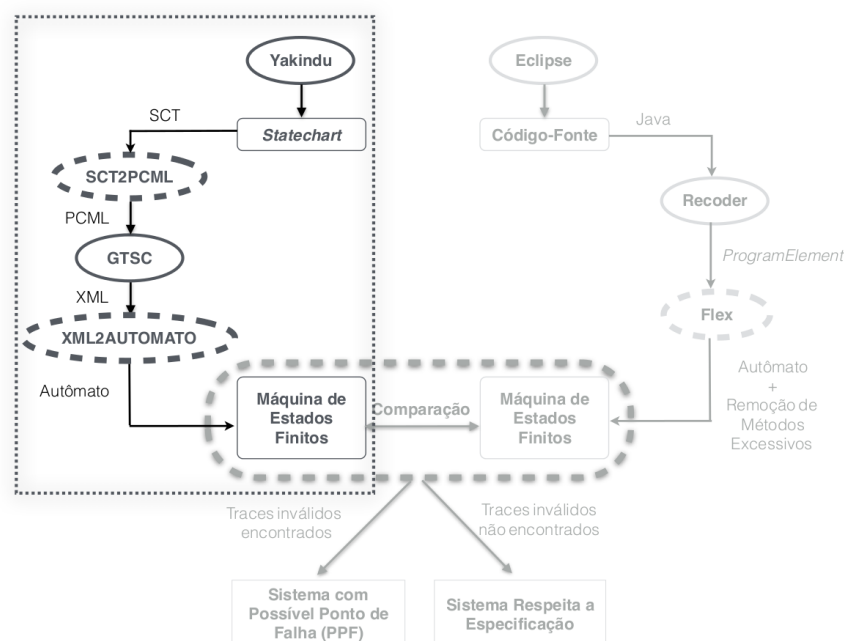 Yakindu
Eclipse
SCT
Statechart
Código-Fonte
Java
SCT2PCML
Recoder
PCML
GTSC
ProgramElement
XML
Flex
XML2AUTOMATO
Autômato
Máquina de
Estados
Finitos
Comparação
Máquina de
Estados
Finitos
Autômato
+
Remoção de
Métodos
Excessivos
Traces inválidos
encontrados
Traces inválidos
não encontrados
Sistema com
Possível Ponto de
Falha (PPF)
Sistema Respeita a
Especificação